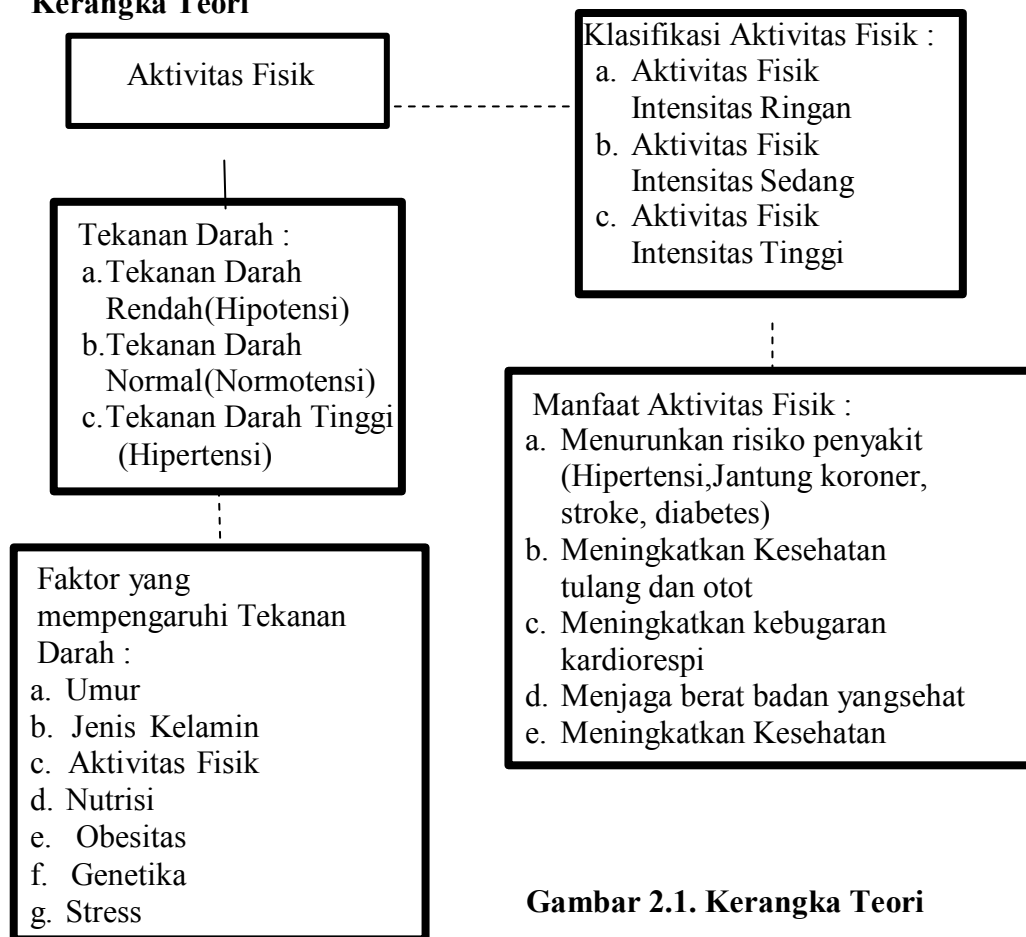 Kerangka Teori
Aktivitas Fisik
Klasifikasi Aktivitas Fisik :
a. Aktivitas Fisik
Intensitas Ringan
b. Aktivitas Fisik
Intensitas Sedang
c. Aktivitas Fisik
Intensitas Tinggi
Tekanan Darah :
a.Tekanan Darah
Rendah(Hipotensi)
b.Tekanan Darah
Normal(Normotensi)
c.Tekanan Darah Tinggi
(Hipertensi)
Manfaat Aktivitas Fisik :
a. Menurunkan risiko penyakit
(Hipertensi,Jantung koroner,
stroke, diabetes)
b. Meningkatkan Kesehatan
tulang dan otot
c. Meningkatkan kebugaran
kardiorespi
d. Menjaga berat badan yangsehat
e. Meningkatkan Kesehatan
Faktor yang
mempengaruhi Tekanan
Darah :
a. Umur
b. Jenis Kelamin
c. Aktivitas Fisik
d. Nutrisi
e. Obesitas
f. Genetika
g. Stress
Gambar 2.1. Kerangka Teori